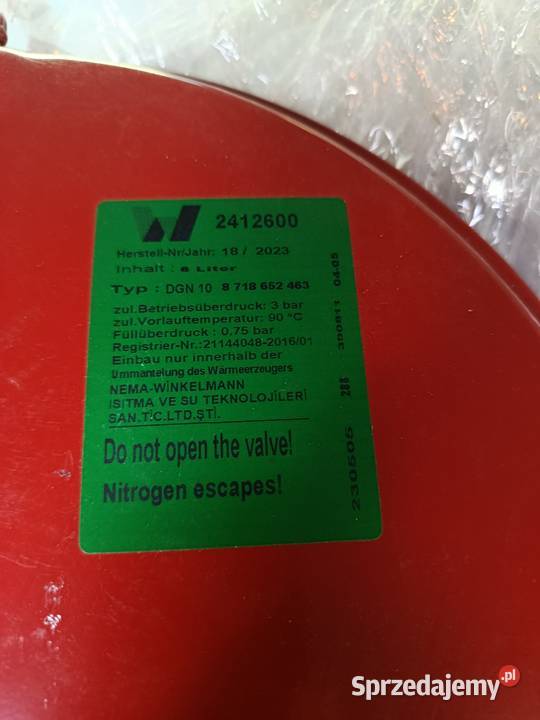 W 2412600
Herstell-Nr/Jahr: 18 / 2023
Inhalt : 8 Liter
Typ : DGN 10 8 718 652 463
zul.Betriebsüberdruck: 3 bar
zul.Vorlauftemperatur: 90 °C
Füllüberdruck : 0,75 bar
Registrier-Nr.:21144048-2016/01
Einbau nur innerhalb der
Ummantelung des Wärmeerzeugers
NEMA-WINKELMANN
ISITMA VE SU TEKNOLOJİLERİ
SAN.TİC.LTD.ŞTİ.
Do not open the valve!
Nitrogen escapes!
230505 288 390811 04-05
Sprzedajemy.pl